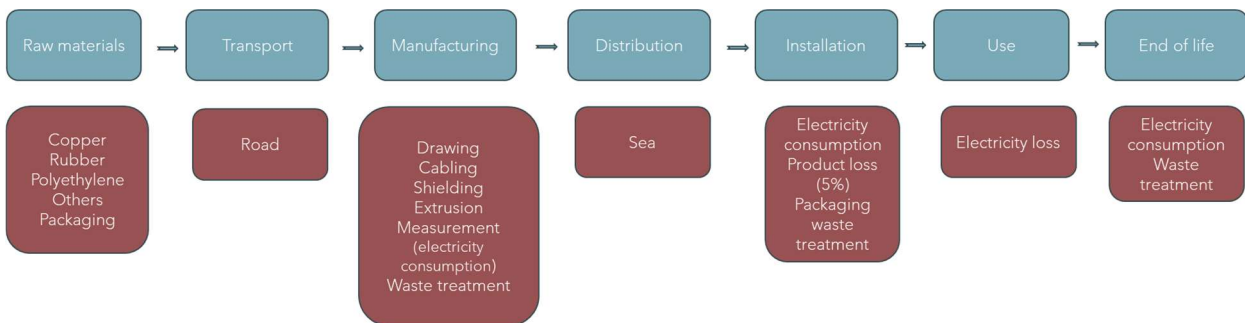 Raw materials
Transport
Manufacturing
Distribution
Installation
Use
End of life
Copper
Rubber
Polyethylene
Others
Packaging
Road
Drawing
Cabling
Shielding
Extrusion
Measurement
(electricity
consumption)
Waste treatment
Sea
Electricity
consumption
Product loss
(5%)
Packaging
waste
treatment
Electricity loss
Electricity
consumption
Waste
treatment